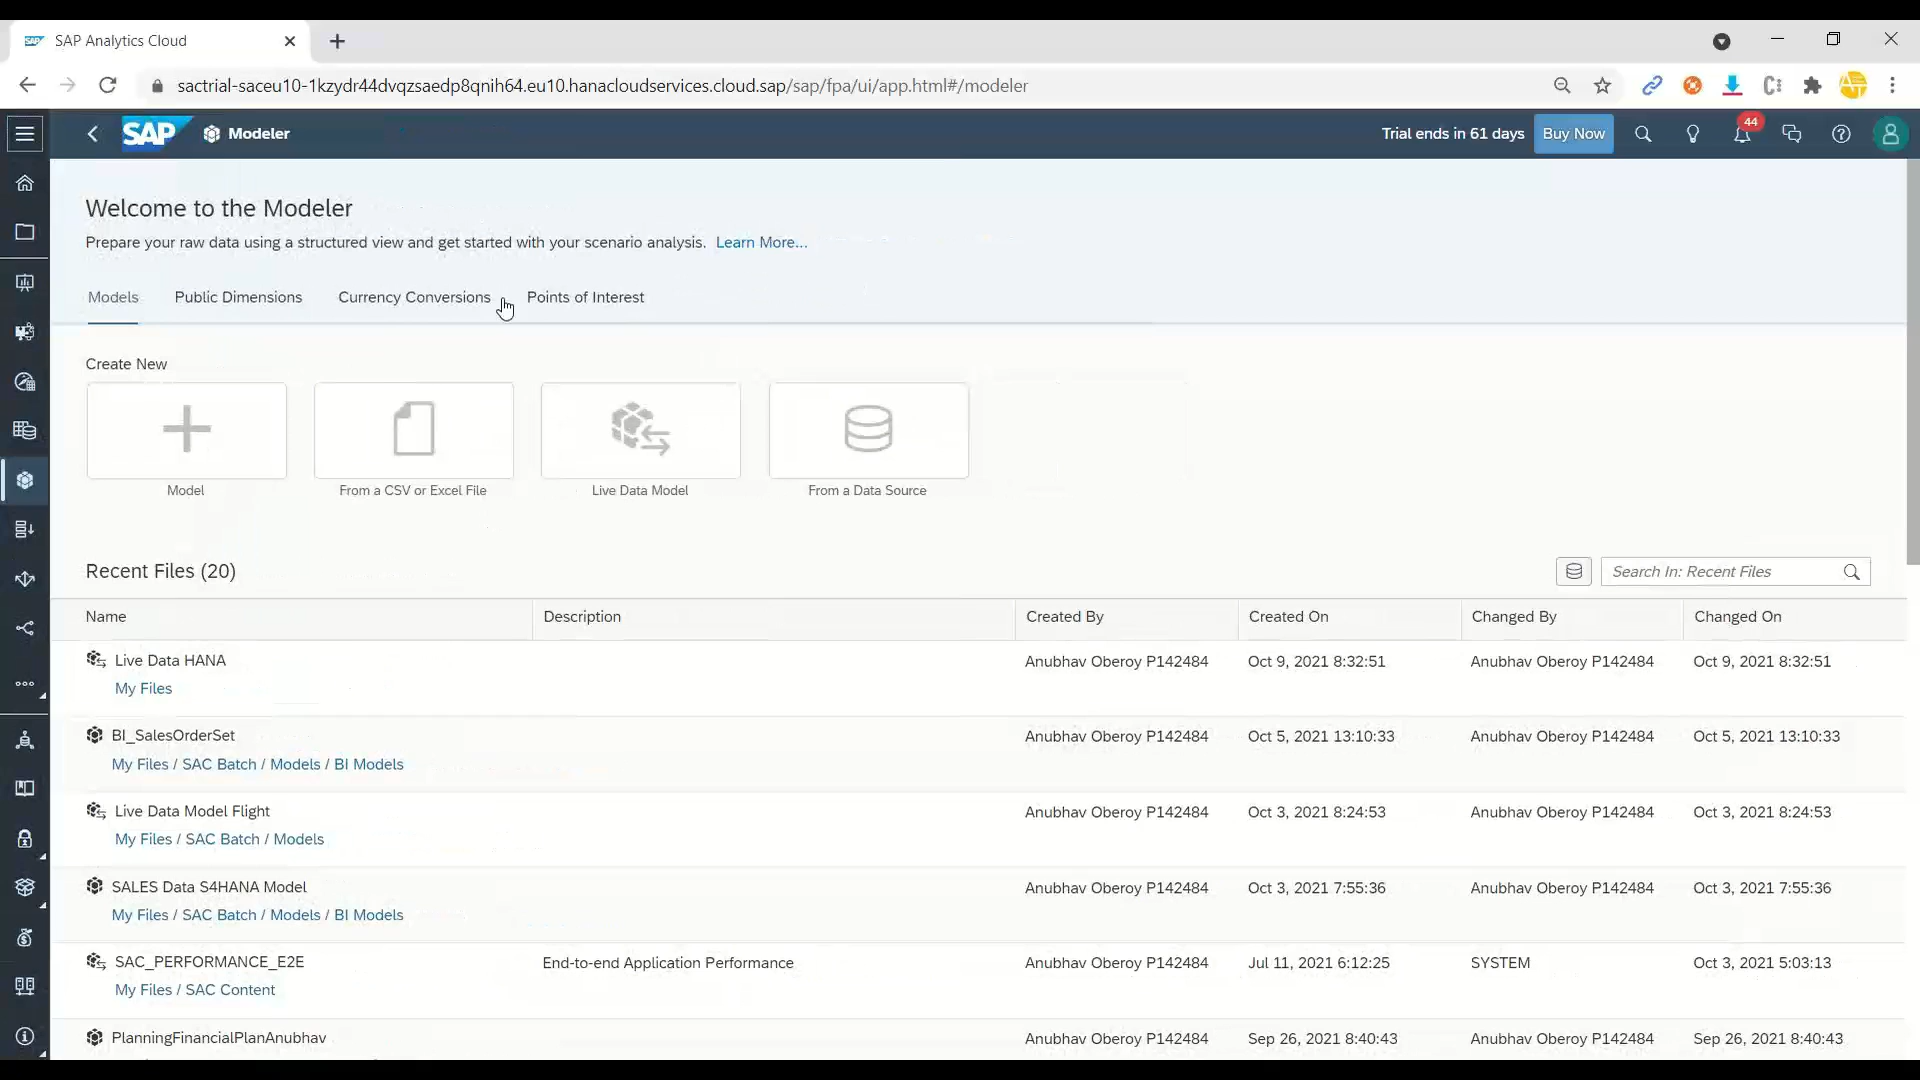 SAP SAP Analytics Cloud
sactrial-saceu10-1kzydr44dvqzsaedp8qnih64.eu10.hanacloudservices.cloud.sap/sap/fpa/ui/app.html#/modeler
SAP Modeler Trial ends in 61 days Buy Now 44
Welcome to the Modeler
Prepare your raw data using a structured view and get started with your scenario analysis. Learn More...
Models Public Dimensions Currency Conversions Points of Interest
Create New
Model From a CSV or Excel File Live Data Model From a Data Source
Recent Files (20) Search In: Recent Files
Name Description Created By Created On Changed By Changed On
Live Data HANA Anubhav Oberoy P142484 Oct 9, 2021 8:32:51 Anubhav Oberoy P142484 Oct 9, 2021 8:32:51
My Files
BI_SalesOrderSet Anubhav Oberoy P142484 Oct 5, 2021 13:10:33 Anubhav Oberoy P142484 Oct 5, 2021 13:10:33
My Files / SAC Batch / Models / BI Models
Live Data Model Flight Anubhav Oberoy P142484 Oct 3, 2021 8:24:53 Anubhav Oberoy P142484 Oct 3, 2021 8:24:53
My Files / SAC Batch / Models
SALES Data S4HANA Model Anubhav Oberoy P142484 Oct 3, 2021 7:55:36 Anubhav Oberoy P142484 Oct 3, 2021 7:55:36
My Files / SAC Batch / Models / BI Models
SAC_PERFORMANCE_E2E End-to-end Application Performance Anubhav Oberoy P142484 Jul 11, 2021 6:12:25 SYSTEM Oct 3, 2021 5:03:13
My Files / SAC Content
PlanningFinancialPlanAnubhav Anubhav Oberoy P142484 Sep 26, 2021 8:40:43 Anubhav Oberoy P142484 Sep 26, 2021 8:40:43